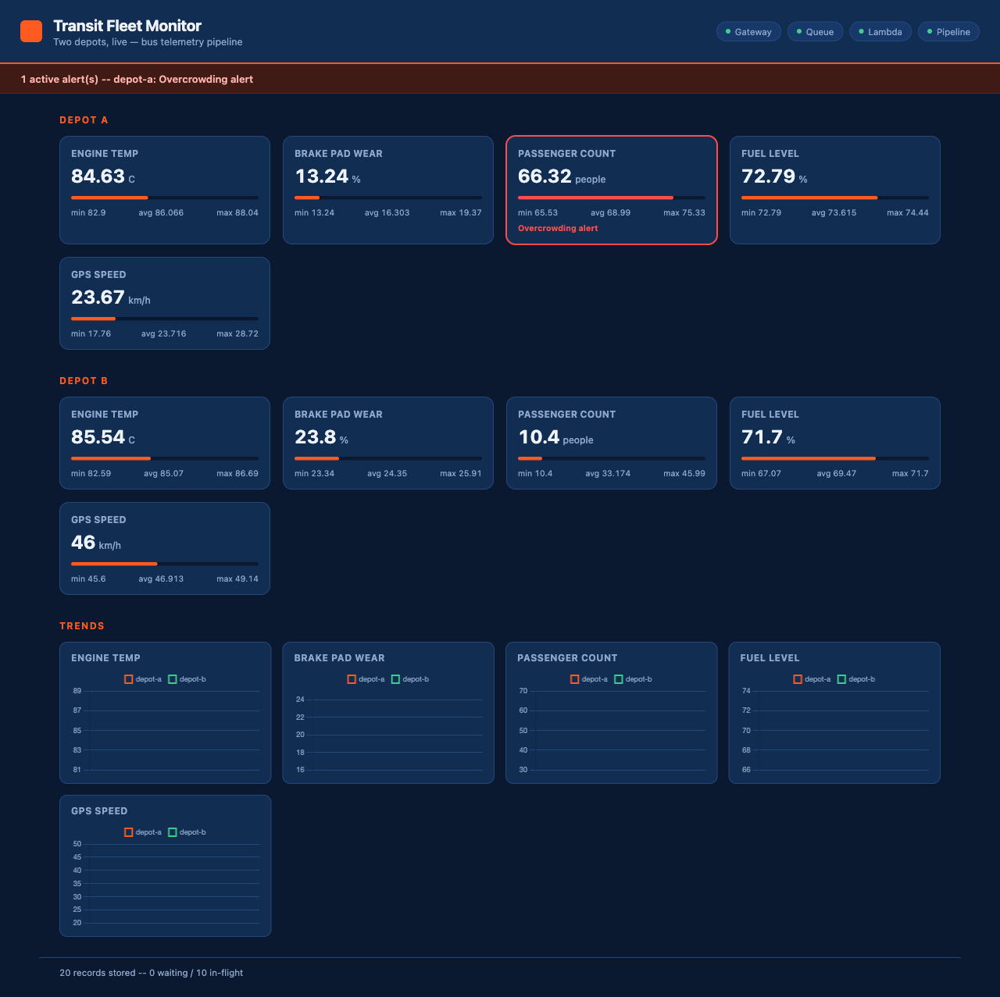 Transit Fleet Monitor
Two depots, live — bus telemetry pipeline
Gateway
Queue
Lambda
Pipeline
1 active alert(s) -- depot-a: Overcrowding alert
DEPOT A
ENGINE TEMP
84.63 C
min 82.9 avg 86.066 max 88.04
BRAKE PAD WEAR
13.24 %
min 13.24 avg 16.303 max 19.37
PASSENGER COUNT
66.32 people
min 65.53 avg 68.99 max 75.33
Overcrowding alert
FUEL LEVEL
72.79 %
min 72.79 avg 73.615 max 74.44
GPS SPEED
23.67 km/h
min 17.76 avg 23.716 max 28.72
DEPOT B
ENGINE TEMP
85.54 C
min 82.59 avg 85.07 max 86.69
BRAKE PAD WEAR
23.8 %
min 23.34 avg 24.35 max 25.91
PASSENGER COUNT
10.4 people
min 10.4 avg 33.174 max 45.99
FUEL LEVEL
71.7 %
min 67.07 avg 69.47 max 71.7
GPS SPEED
46 km/h
min 45.6 avg 46.913 max 49.14
TRENDS
ENGINE TEMP
depot-a depot-b
89
87
85
83
81
BRAKE PAD WEAR
depot-a depot-b
24
22
20
18
16
PASSENGER COUNT
depot-a depot-b
70
60
50
40
30
FUEL LEVEL
depot-a depot-b
74
72
70
68
66
GPS SPEED
depot-a depot-b
50
45
40
35
30
25
20
20 records stored -- 0 waiting / 10 in-flight